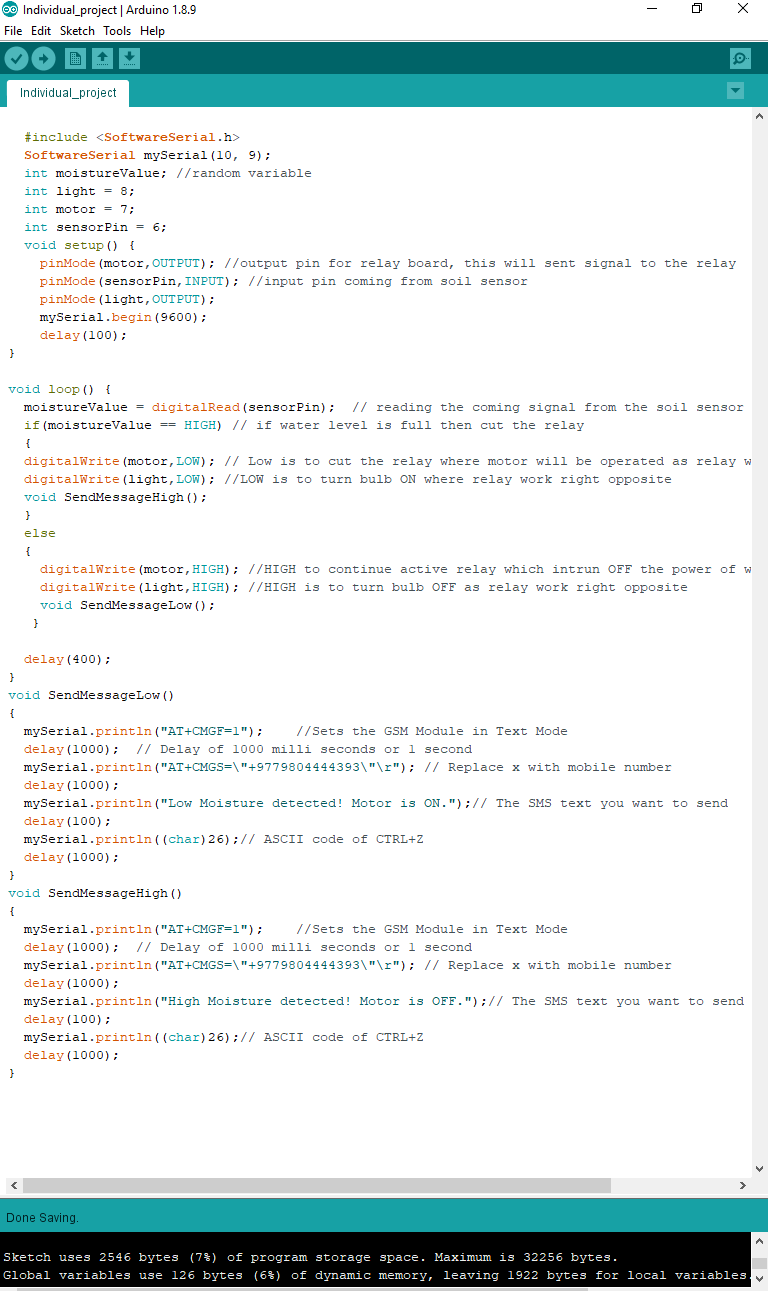 Individual_project | Arduino 1.8.9
File Edit Sketch Tools Help
Individual_project
#include <SoftwareSerial.h>
SoftwareSerial mySerial(10, 9);
int moistureValue; //random variable
int light = 8;
int motor = 7;
int sensorPin = 6;
void setup() {
pinMode(motor,OUTPUT); //output pin for relay board, this will sent signal to the relay
pinMode(sensorPin,INPUT); //input pin coming from soil sensor
pinMode(light,OUTPUT);
mySerial.begin(9600);
delay(100);
}
void loop() {
moistureValue = digitalRead(sensorPin);  // reading the coming signal from the soil sensor
if(moistureValue == HIGH) // if water level is full then cut the relay
{
digitalWrite(motor,LOW); // Low is to cut the relay where motor will be operated as relay w
digitalWrite(light,LOW); //LOW is to turn bulb ON where relay work right opposite
void SendMessageHigh();
}
else
{
digitalWrite(motor,HIGH); //HIGH to continue active relay which intrun OFF the power of w
digitalWrite(light,HIGH); //HIGH is to turn bulb OFF as relay work right opposite
void SendMessageLow();
}
delay(400);
}
void SendMessageLow()
{
mySerial.println("AT+CMGF=1");    //Sets the GSM Module in Text Mode
delay(1000);  // Delay of 1000 milli seconds or 1 second
mySerial.println("AT+CMGS=\"+9779804444393\"\r"); // Replace x with mobile number
delay(1000);
mySerial.println("Low Moisture detected! Motor is ON.");// The SMS text you want to send
delay(100);
mySerial.println((char)26);// ASCII code of CTRL+Z
delay(1000);
}
void SendMessageHigh()
{
mySerial.println("AT+CMGF=1");    //Sets the GSM Module in Text Mode
delay(1000);  // Delay of 1000 milli seconds or 1 second
mySerial.println("AT+CMGS=\"+9779804444393\"\r"); // Replace x with mobile number
delay(1000);
mySerial.println("High Moisture detected! Motor is OFF.");// The SMS text you want to send
delay(100);
mySerial.println((char)26);// ASCII code of CTRL+Z
delay(1000);
}
Done Saving.
Sketch uses 2546 bytes (7%) of program storage space. Maximum is 32256 bytes.
Global variables use 126 bytes (6%) of dynamic memory, leaving 1922 bytes for local variables.